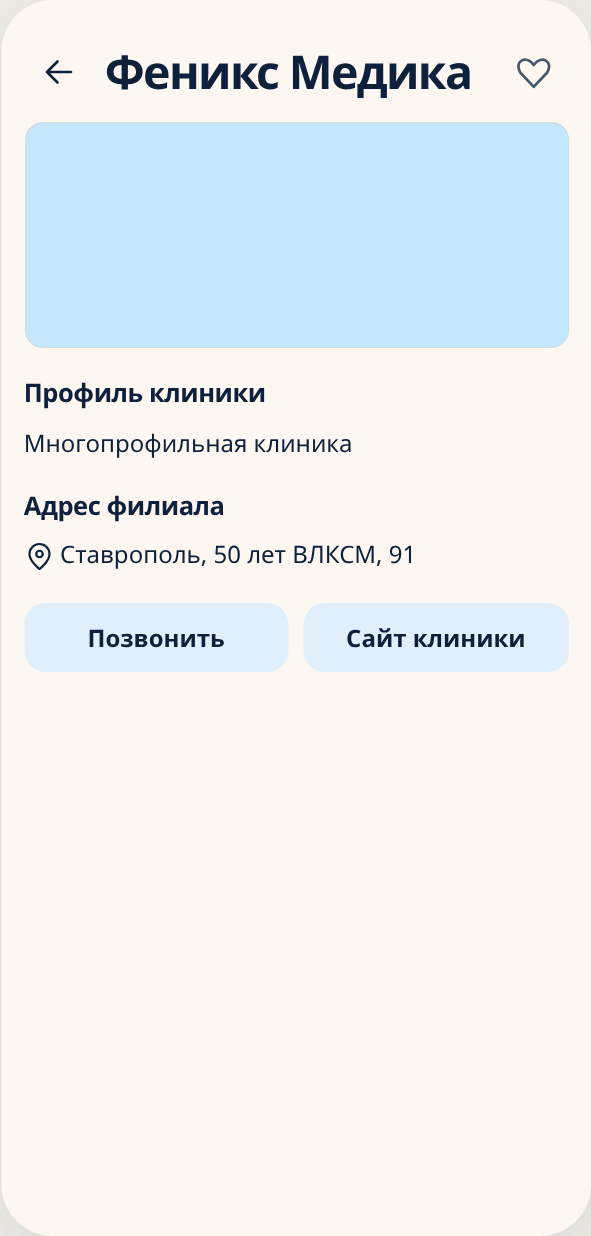 Феникс Медика
Профиль клиники
Многопрофильная клиника
Адрес филиала
Ставрополь, 50 лет ВЛКСМ, 91
Позвонить
Сайт клиники